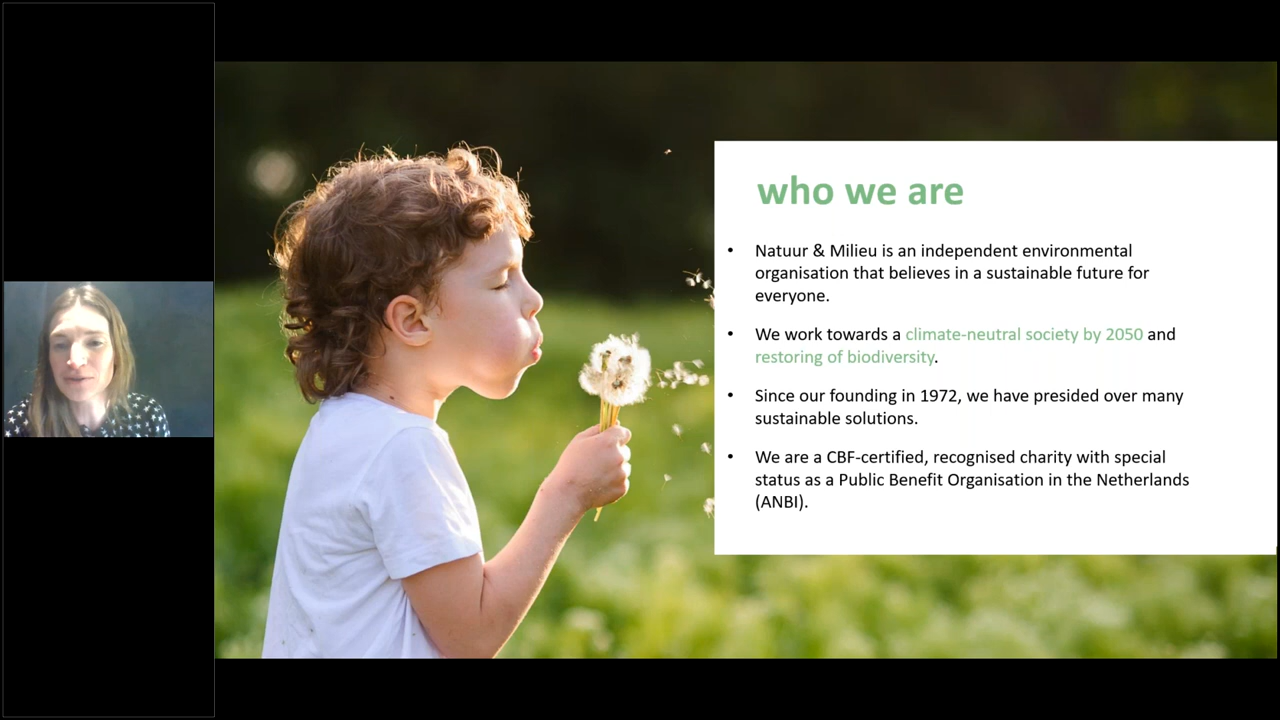 who we are
• Natuur & Milieu is an independent environmental
organisation that believes in a sustainable future for
everyone.
• We work towards a climate-neutral society by 2050 and
restoring of biodiversity.
• Since our founding in 1972, we have presided over many
sustainable solutions.
• We are a CBF-certified, recognised charity with special
status as a Public Benefit Organisation in the Netherlands
(ANBI).